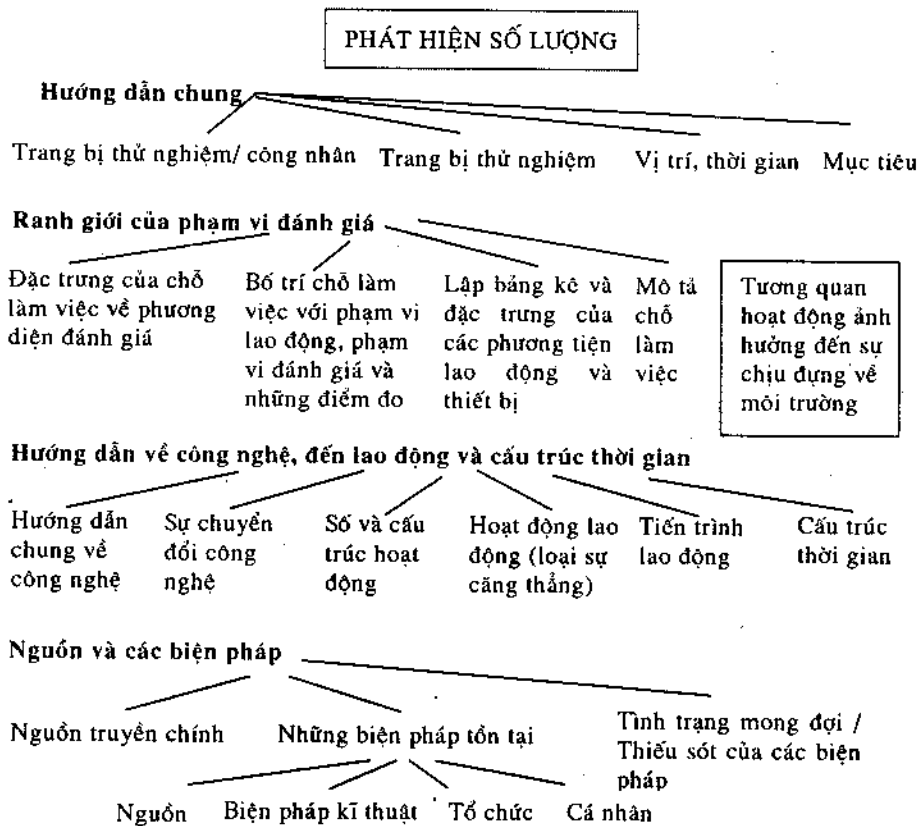 PHÁT HIỆN SỐ LƯỢNG
Hướng dẫn chung
Trang bị thử nghiệm/ công nhân
Trang bị thử nghiệm
Vị trí, thời gian
Mục tiêu
Ranh giới của phạm vi đánh giá
Đặc trưng của chỗ
làm việc về phương
diện đánh giá
Bố trí chỗ làm
việc với phạm vi
lao động, phạm
vi đánh giá và
những điểm đo
Lập bảng kê và
đặc trưng của
các phương tiện
lao động và
thiết bị
Mô tả
chỗ
làm
việc
Tương quan
hoạt động ảnh
hưởng đến sự
chịu đựng về
môi trường
Hướng dẫn về công nghệ, đến lao động và cấu trúc thời gian
Hướng dẫn
chung về
công nghệ
Sự chuyển
đổi công
nghệ
Số và cấu
trúc hoạt
động
Hoạt động lao
động (loại sự
căng thẳng)
Tiến trình
lao động
Cấu trúc
thời gian
Nguồn và các biện pháp
Nguồn truyền chính
Những biện pháp tồn tại
Tình trạng mong đợi /
Thiếu sót của các biện
pháp
Nguồn
Biện pháp kĩ thuật
Tổ chức
Cá nhân